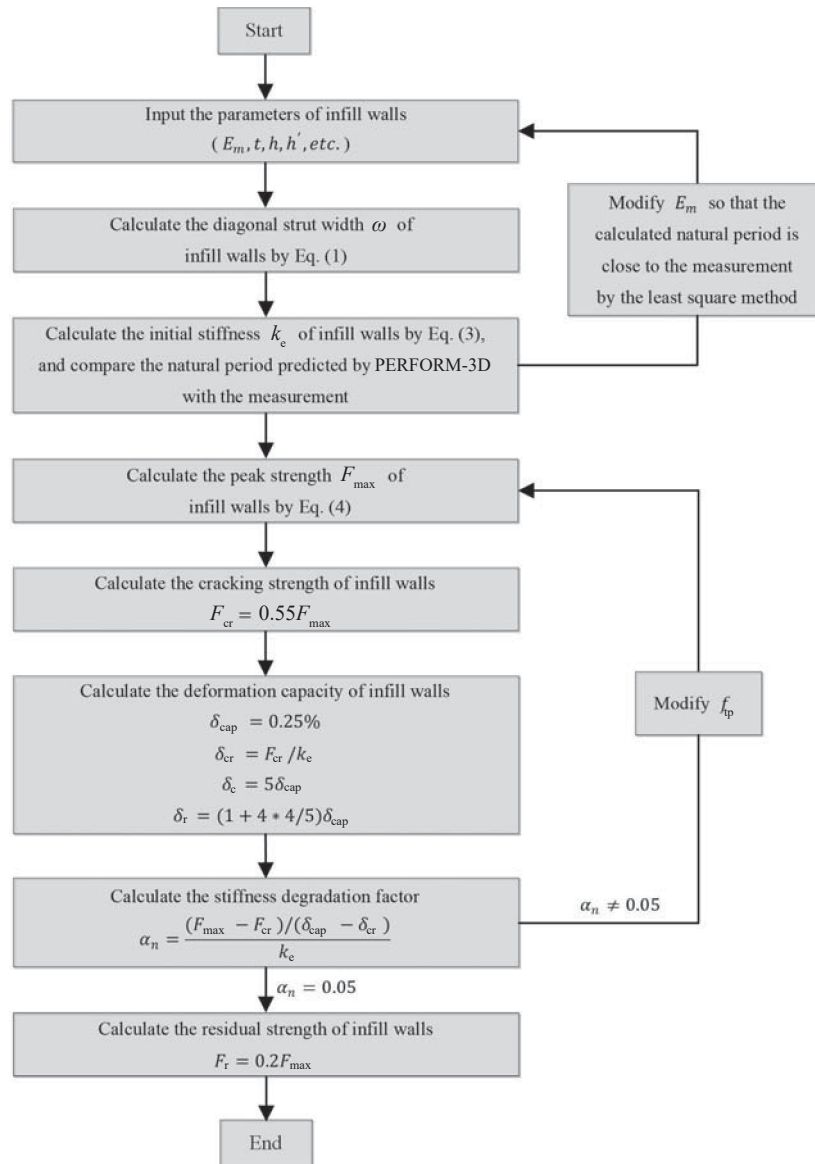 Start
Input the parameters of infill walls
( E_m, t, h, h', etc. )
Calculate the diagonal strut width ω of
infill walls by Eq. (1)
Calculate the initial stiffness k_e of infill walls by Eq. (3),
and compare the natural period predicted by PERFORM-3D
with the measurement
Modify E_m so that the
calculated natural period is
close to the measurement
by the least square method
Calculate the peak strength F_max of
infill walls by Eq. (4)
Calculate the cracking strength of infill walls
F_cr = 0.55F_max
Calculate the deformation capacity of infill walls
δ_cap = 0.25%
δ_cr = F_cr /k_e
δ_c = 5δ_cap
δ_r = (1 + 4 * 4/5)δ_cap
Modify f_tp
Calculate the stiffness degradation factor
α_n = (F_max − F_cr )/(δ_cap − δ_cr ) / k_e
α_n ≠ 0.05
α_n = 0.05
Calculate the residual strength of infill walls
F_r = 0.2F_max
End